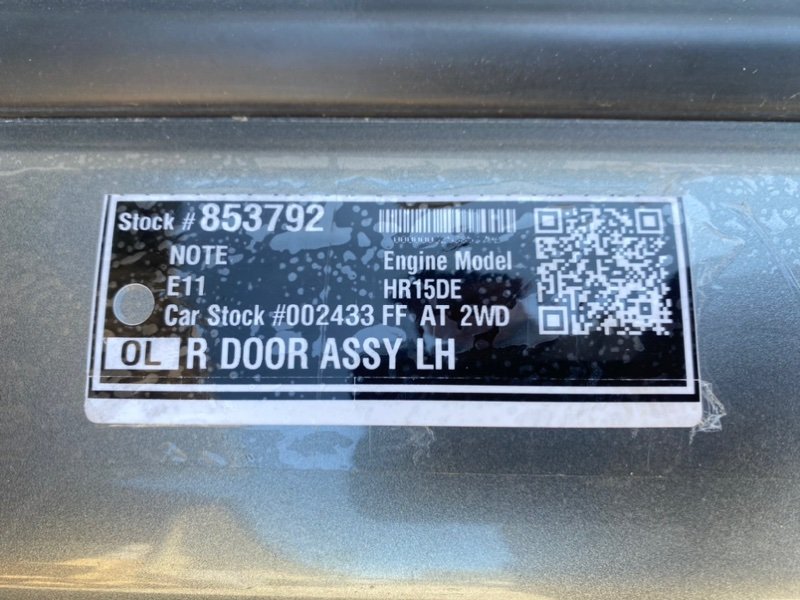 Stock # 853792
NOTE
Engine Model
E11
HR15DE
Car Stock #002433 FF AT 2WD
OL R DOOR ASSY LH